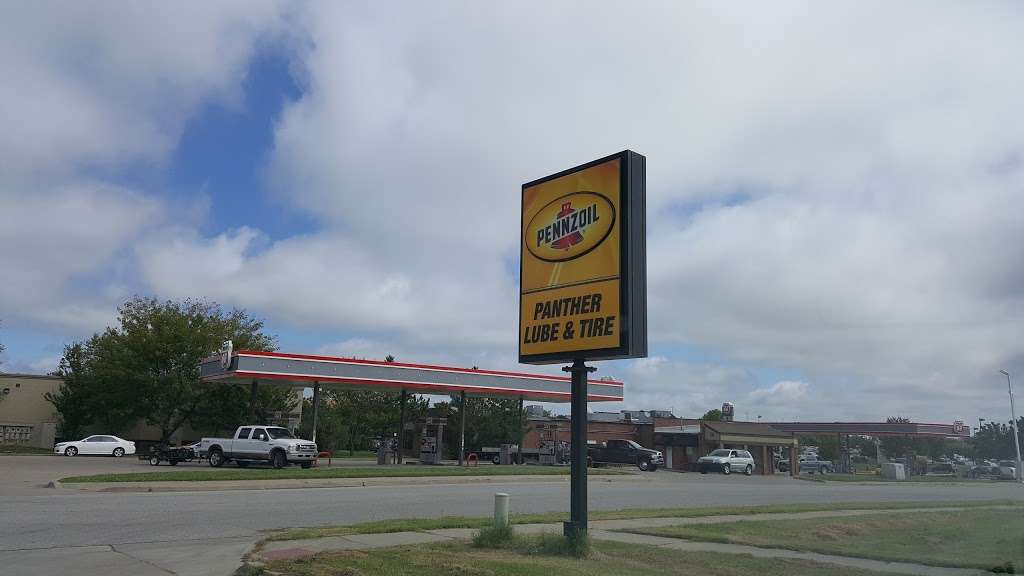 PENNZOIL
PANTHER
LUBE & TIRE